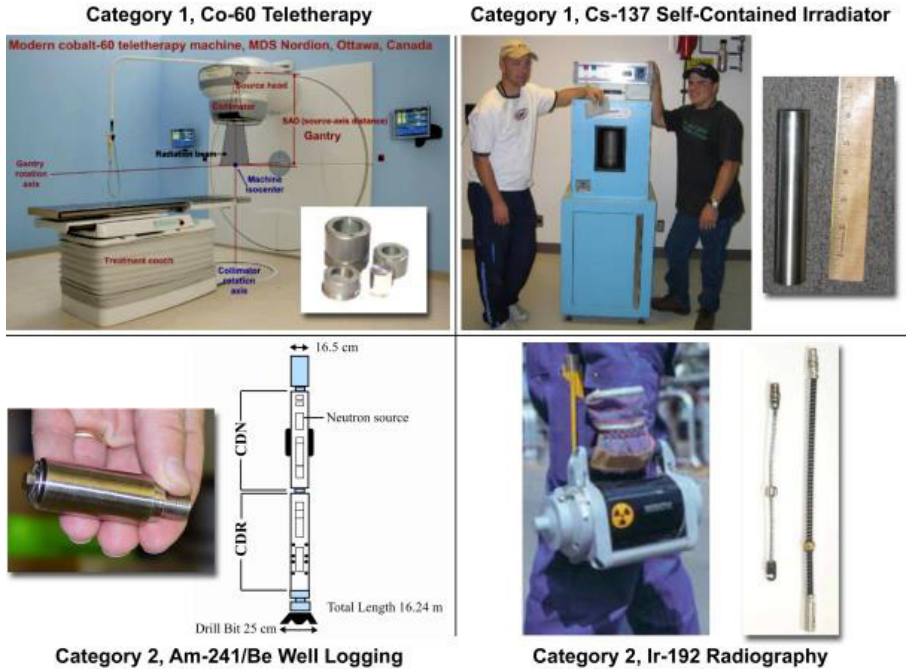 Category 1, Co-60 Teletherapy
Category 1, Cs-137 Self-Contained Irradiator
Modern cobalt-60 teletherapy machine, MDS Nordion, Ottawa, Canada
Source head
Collimator
SAD (source-axis distance)
Gantry
Radiation beam
Gantry
rotation
axis
Machine
isocenter
Treatment couch
Collimator
rotation
axis
16.5 cm
Neutron source
CDN
CDR
Total Length 16.24 m
Drill Bit 25 cm
Category 2, Am-241/Be Well Logging
Category 2, Ir-192 Radiography